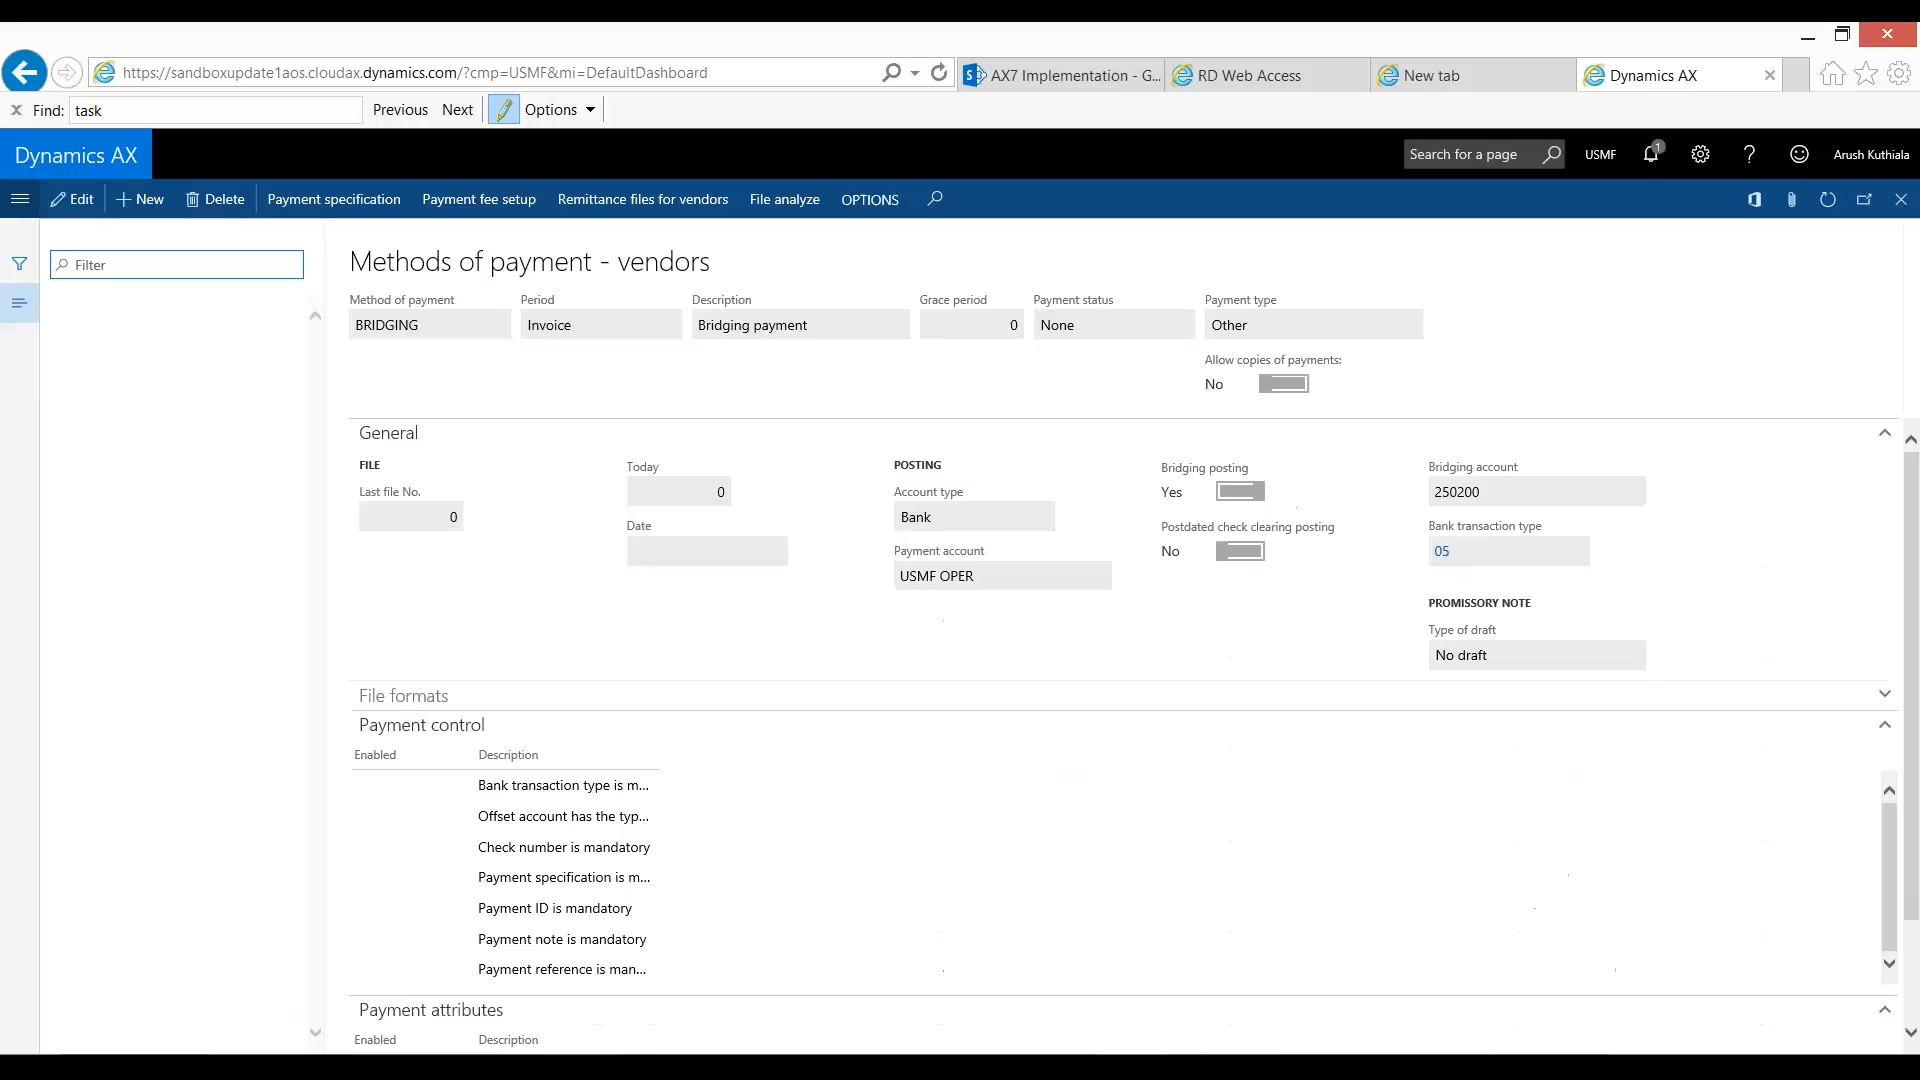 https://sandboxupdate1aos.cloudax.dynamics.com/?cmp=USMF&mi=DefaultDashboard
AX7 Implementation - G...
RD Web Access
New tab
Dynamics AX
Find: task Previous Next Options
Dynamics AX
Search for a page
USMF
1
Arush Kuthiala
Edit New Delete Payment specification Payment fee setup Remittance files for vendors File analyze OPTIONS
Filter
Methods of payment - vendors
Method of payment Period Description Grace period Payment status Payment type
BRIDGING Invoice Bridging payment 0 None Other
Allow copies of payments:
No
General
FILE
Last file No.
0
Today
0
Date
POSTING
Account type
Bank
Payment account
USMF OPER
Bridging posting
Yes
Postdated check clearing posting
No
Bridging account
250200
Bank transaction type
05
PROMISSORY NOTE
Type of draft
No draft
File formats
Payment control
Enabled Description
Bank transaction type is m...
Offset account has the typ...
Check number is mandatory
Payment specification is m...
Payment ID is mandatory
Payment note is mandatory
Payment reference is man...
Payment attributes
Enabled Description